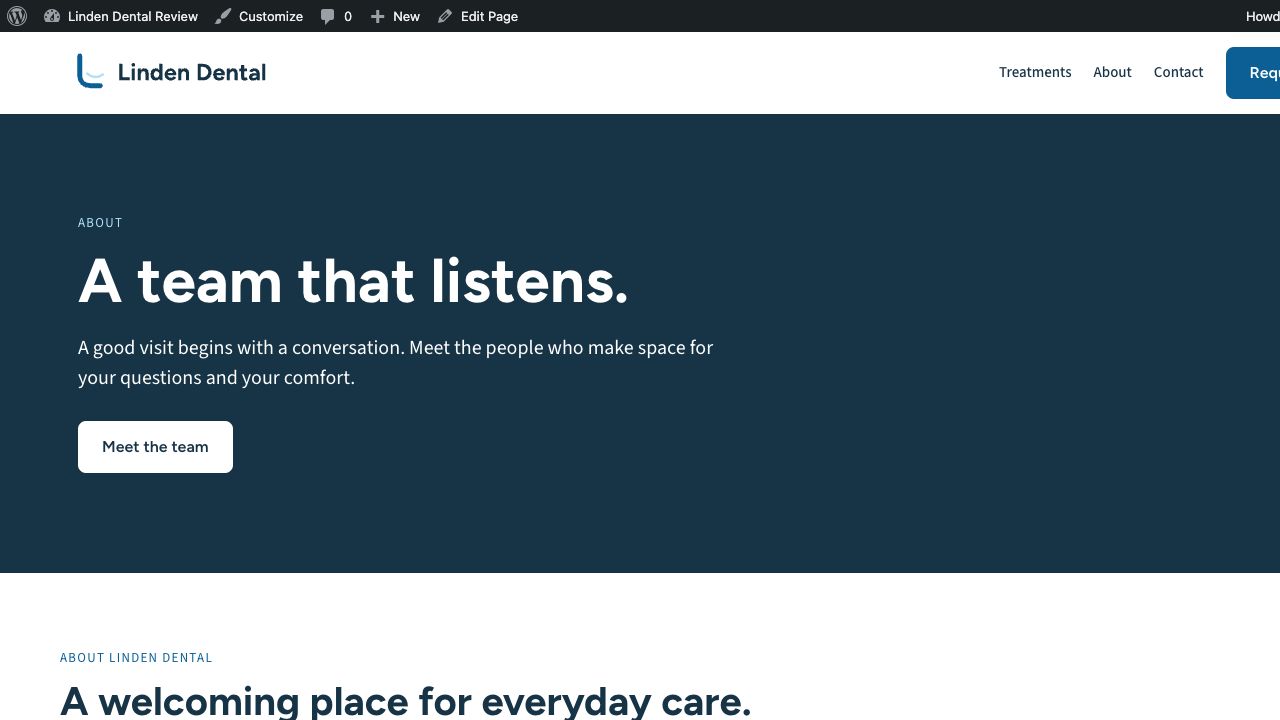 Linden Dental Review Customize 0 New Edit Page
Linden Dental
Treatments About Contact
ABOUT
A team that listens.
A good visit begins with a conversation. Meet the people who make space for
your questions and your comfort.
Meet the team
ABOUT LINDEN DENTAL
A welcoming place for everyday care.